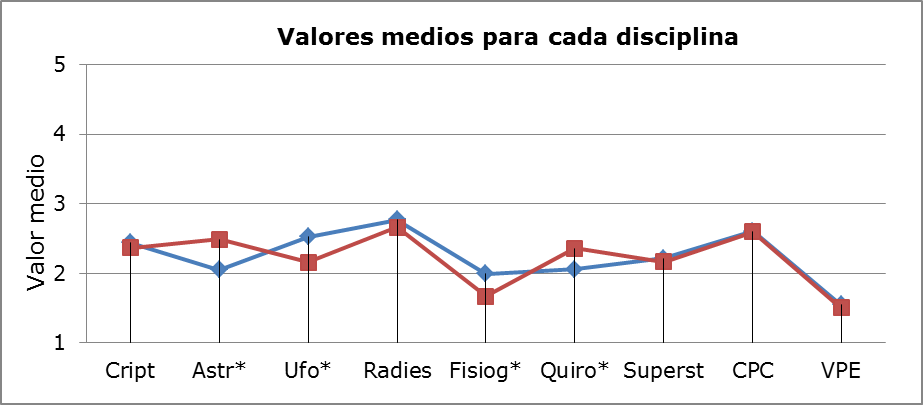 Valores medios para cada disciplina
Valor medio
5
4
3
2
1
Cript Astr* Ufo* Radies Fisiog* Quiro* Superst CPC VPE